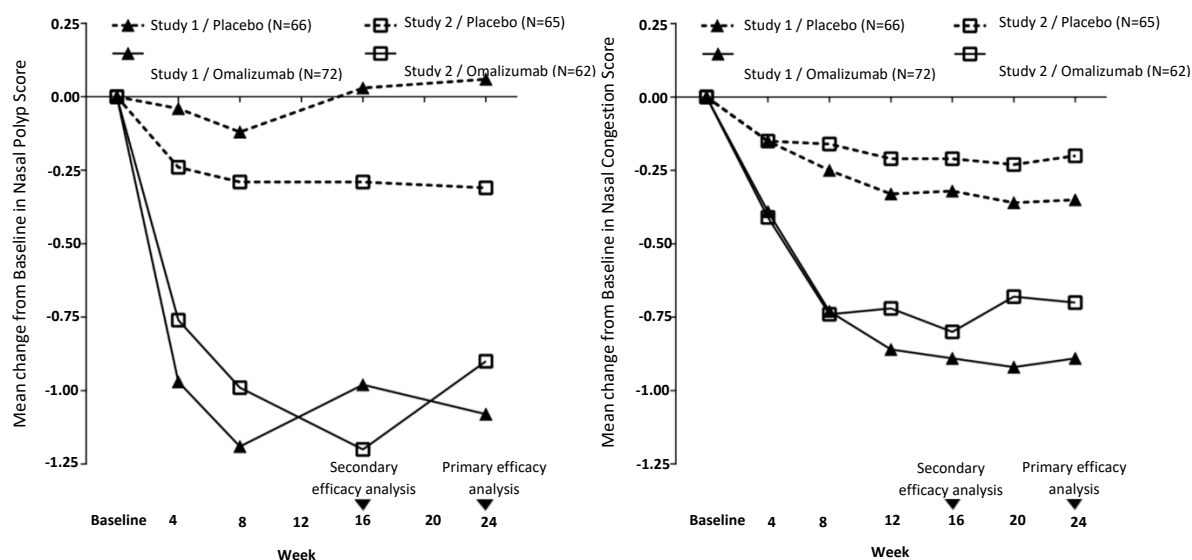 Mean change from Baseline in Nasal Polyp Score
0.25
0.00
-0.25
-0.50
-0.75
-1.00
-1.25
Study 1 / Placebo (N=66)
Study 2 / Placebo (N=65)
Study 1 / Omalizumab (N=72)
Study 2 / Omalizumab (N=62)
Secondary
efficacy analysis
Primary efficacy
analysis
Baseline 4 8 12 16 20 24
Week
Mean change from Baseline in Nasal Congestion Score
0.25
0.00
-0.25
-0.50
-0.75
-1.00
-1.25
Study 1 / Placebo (N=66)
Study 2 / Placebo (N=65)
Study 1 / Omalizumab (N=72)
Study 2 / Omalizumab (N=62)
Secondary
efficacy analysis
Primary efficacy
analysis
Baseline 4 8 12 16 20 24
Week